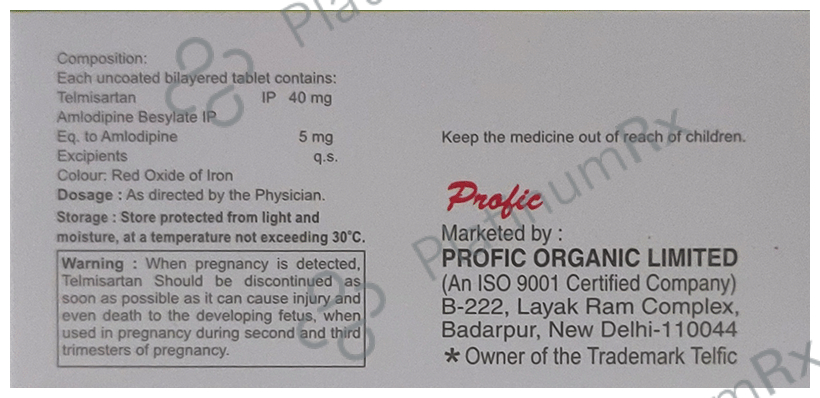 Composition:
Each uncoated bilayered tablet contains:
Telmisartan IP 40 mg
Amlodipine Besylate IP
Eq. to Amlodipine 5 mg
Excipients q.s.
Colour: Red Oxide of Iron
Dosage : As directed by the Physician.
Storage : Store protected from light and
moisture, at a temperature not exceeding 30°C.
Warning : When pregnancy is detected,
Telmisartan Should be discontinued as
soon as possible as it can cause injury and
even death to the developing fetus, when
used in pregnancy during second and third
trimesters of pregnancy.
Keep the medicine out of reach of children.
Profic
Marketed by :
PROFIC ORGANIC LIMITED
(An ISO 9001 Certified Company)
B-222, Layak Ram Complex,
Badarpur, New Delhi-110044
* Owner of the Trademark Telfic
PlatinumRx